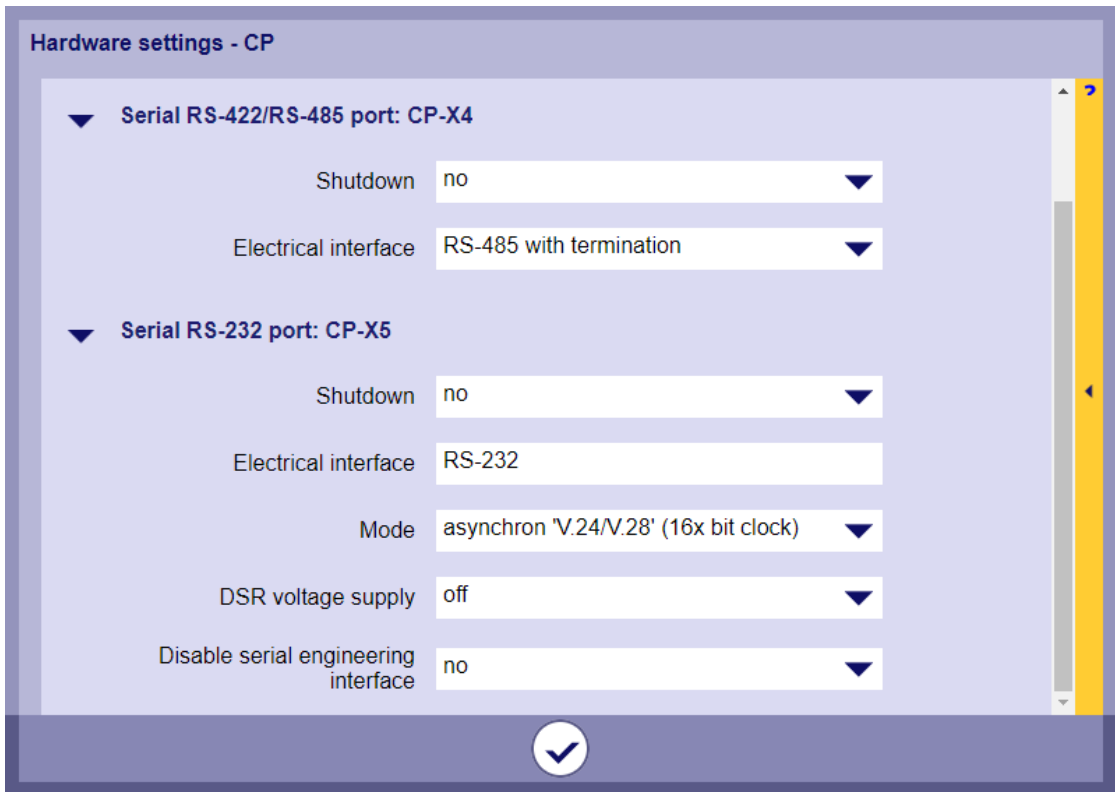 Hardware settings - CP
?
Serial RS-422/RS-485 port: CP-X4
Shutdown no
Electrical interface RS-485 with termination
Serial RS-232 port: CP-X5
Shutdown no
Electrical interface RS-232
Mode asynchron 'V.24/V.28' (16x bit clock)
DSR voltage supply off
Disable serial engineering
interface no